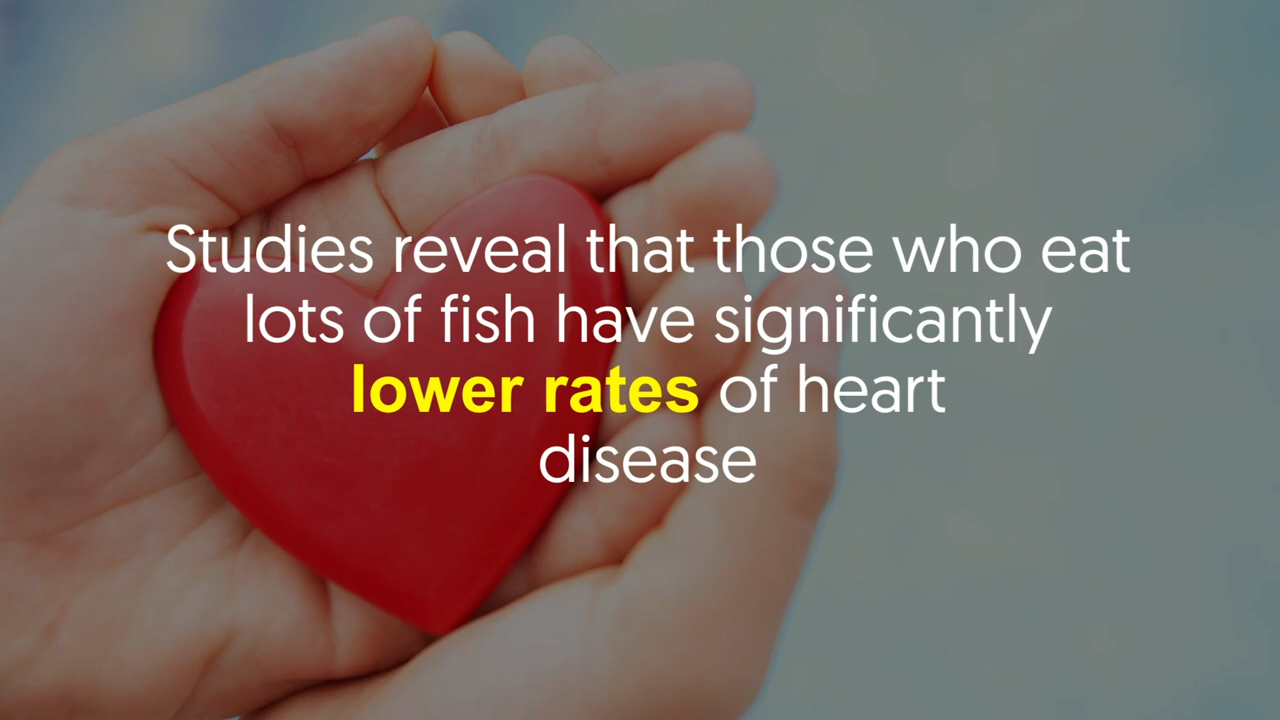 Studies reveal that those who eat
lots of fish have significantly
lower rates of heart
disease